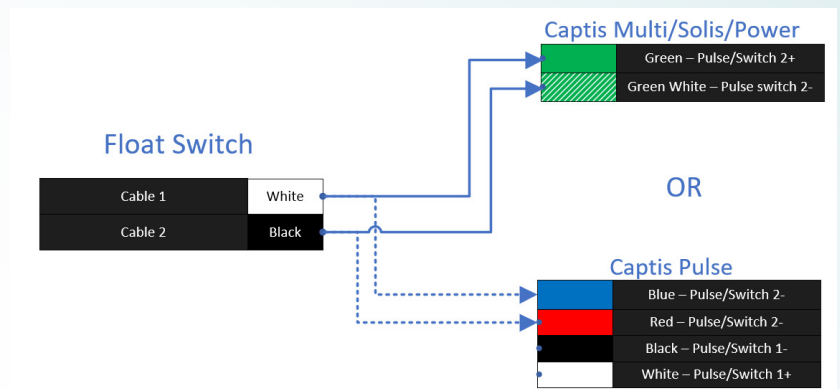 Captis Multi/Solis/Power
Green – Pulse/Switch 2+
Green White – Pulse switch 2-
Float Switch
Cable 1 White
Cable 2 Black
OR
Captis Pulse
Blue – Pulse/Switch 2-
Red – Pulse/Switch 2-
Black – Pulse/Switch 1-
White – Pulse/Switch 1+